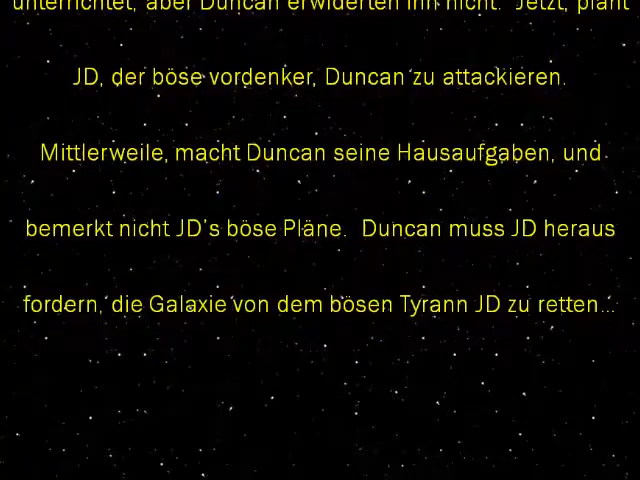 unterrichtet, aber Duncan erwiderten ihn nicht.  Jetzt, plant
JD, der böse vordenker, Duncan zu attackieren.
Mittlerweile, macht Duncan seine Hausaufgaben, und
bemerkt nicht JD's böse Pläne.  Duncan muss JD heraus
fordern, die Galaxie von dem bösen Tyrann JD zu retten...